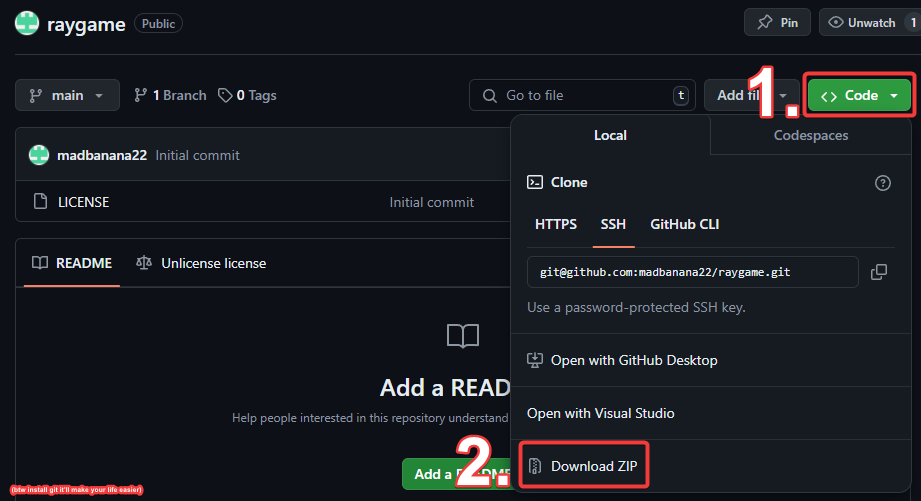 raygame Public
Pin
Unwatch 1
main
1 Branch
0 Tags
Go to file t
Add fil
1.
Code
madbanana22 Initial commit
LICENSE Initial commit
Local
Codespaces
Clone
HTTPS
SSH
GitHub CLI
git@github.com:madbanana22/raygame.git
Use a password-protected SSH key.
Open with GitHub Desktop
Open with Visual Studio
2.
Download ZIP
README
Unlicense license
Add a READ
Help people interested in this repository understand
Add a README
(btw install git it'll make your life easier)